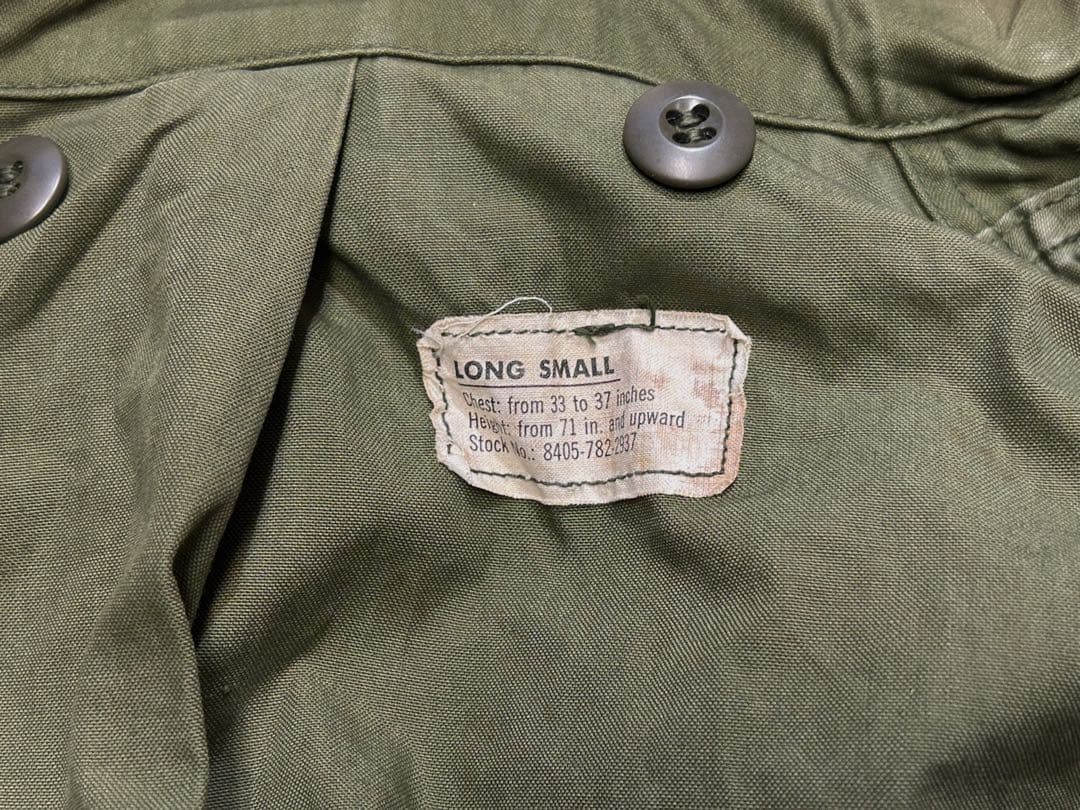 LONG SMALL
Chest: from 33 to 37 inches
Height: from 71 in. and upward
Stock No.: 8405-782-2937